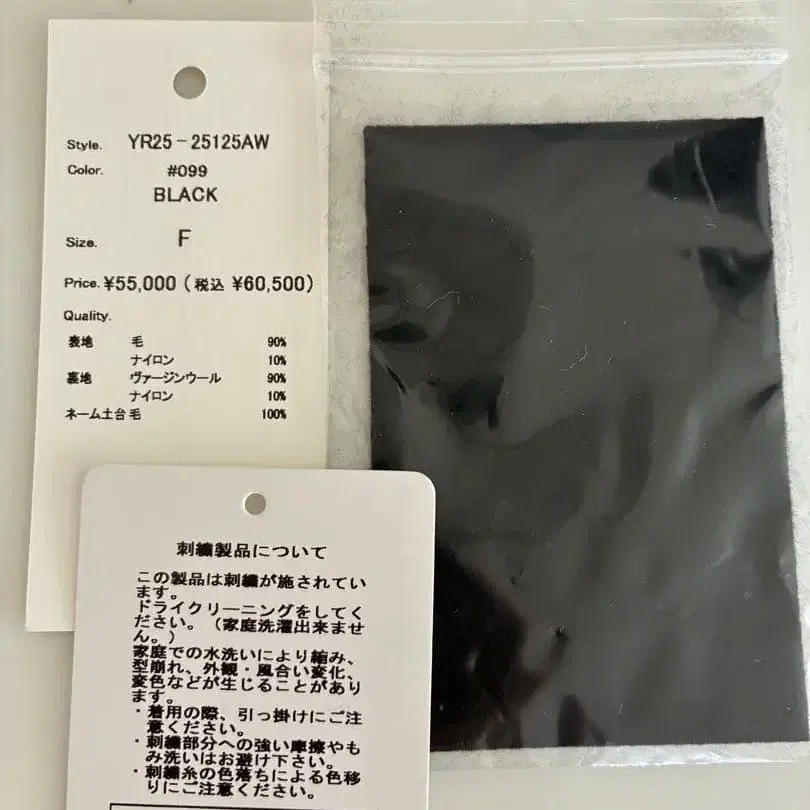 Style. YR25-25125AW
Color. #099
BLACK
Size. F
Price. ¥55,000 (税込 ¥60,500)
Quality.
表地 毛 90%
ナイロン 10%
裏地 ヴァージンウール 90%
ナイロン 10%
ネーム土台 毛 100%
刺繍製品について
この製品は刺繍が施されてい
ます。
ドライクリーニングをしてく
ださい。（家庭洗濯出来ませ
ん。）
家庭での水洗いにより縮み、
型崩れ、外観・風合い変化、
変色などが生じることがあり
ます。
・着用の際、引っ掛けにご注
意ください。
・刺繍部分への強い摩擦やも
み洗いはお避け下さい。
・刺繍糸の色落ちによる色移
りにご注意ください。